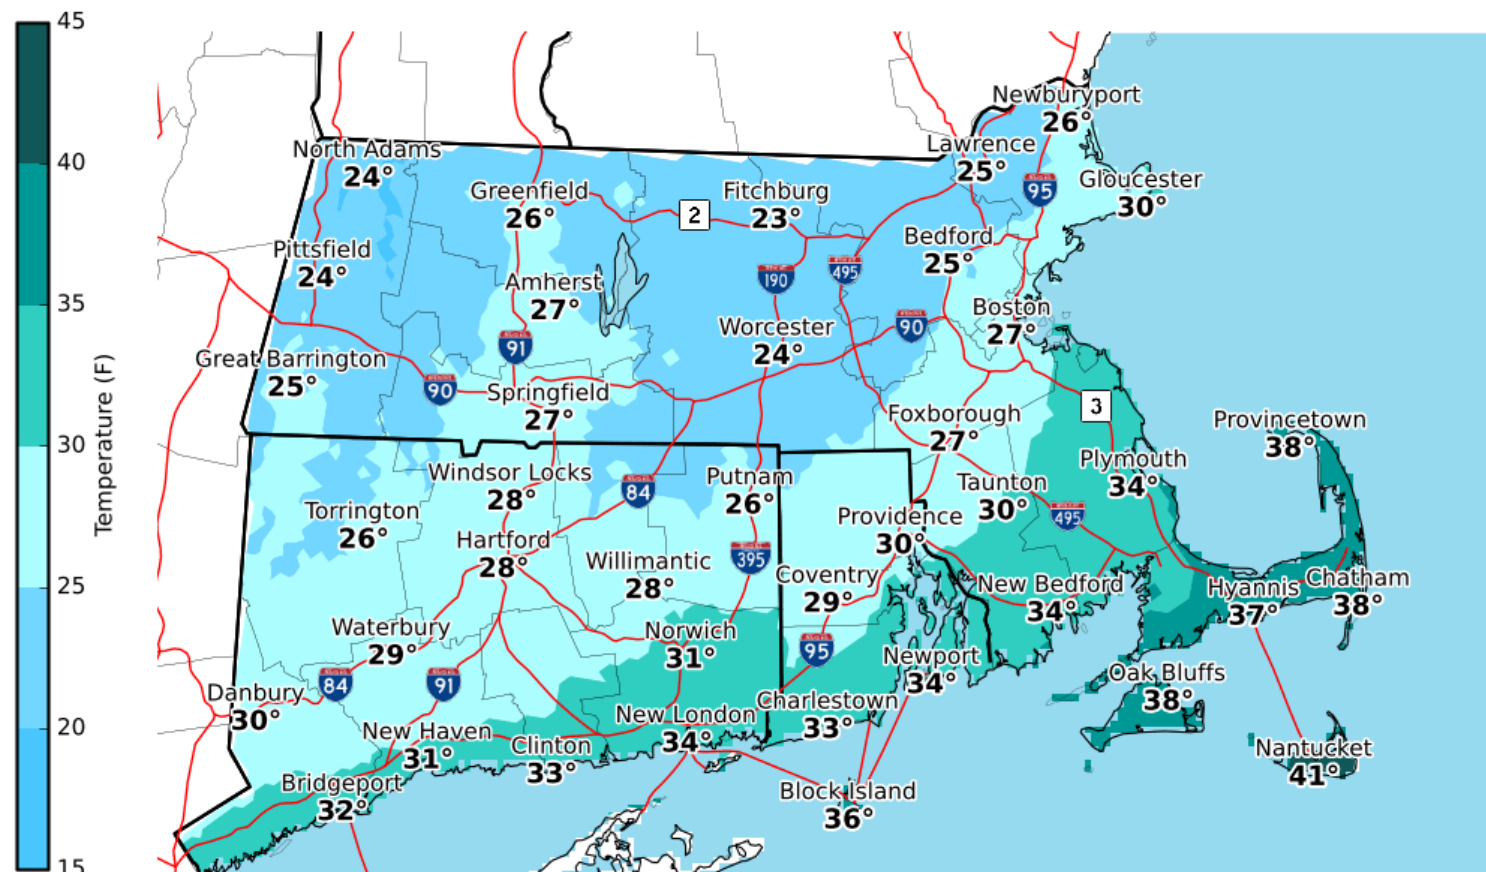 45
40
35
30
25
20
15
Temperature (F)
Newburyport
26°
North Adams
24°
Lawrence
25°
Greenfield
26°
Fitchburg
23°
Gloucester
30°
95
2
Pittsfield
24°
Bedford
25°
Amherst
27°
190
495
Boston
27°
Worcester
24°
90
91
Great Barrington
25°
90
Springfield
27°
3
Foxborough
27°
Provincetown
38°
Windsor Locks
28°
84
Putnam
26°
Plymouth
34°
Taunton
30°
Torrington
26°
495
Providence
30°
Hartford
28°
395
Willimantic
28°
Coventry
29°
New Bedford
34°
Hyannis
37°
Chatham
38°
Waterbury
29°
Norwich
31°
95
Newport
34°
84
91
Danbury
30°
Oak Bluffs
38°
Charlestown
33°
New London
34°
New Haven
31°
Clinton
33°
Nantucket
41°
Bridgeport
32°
Block Island
36°